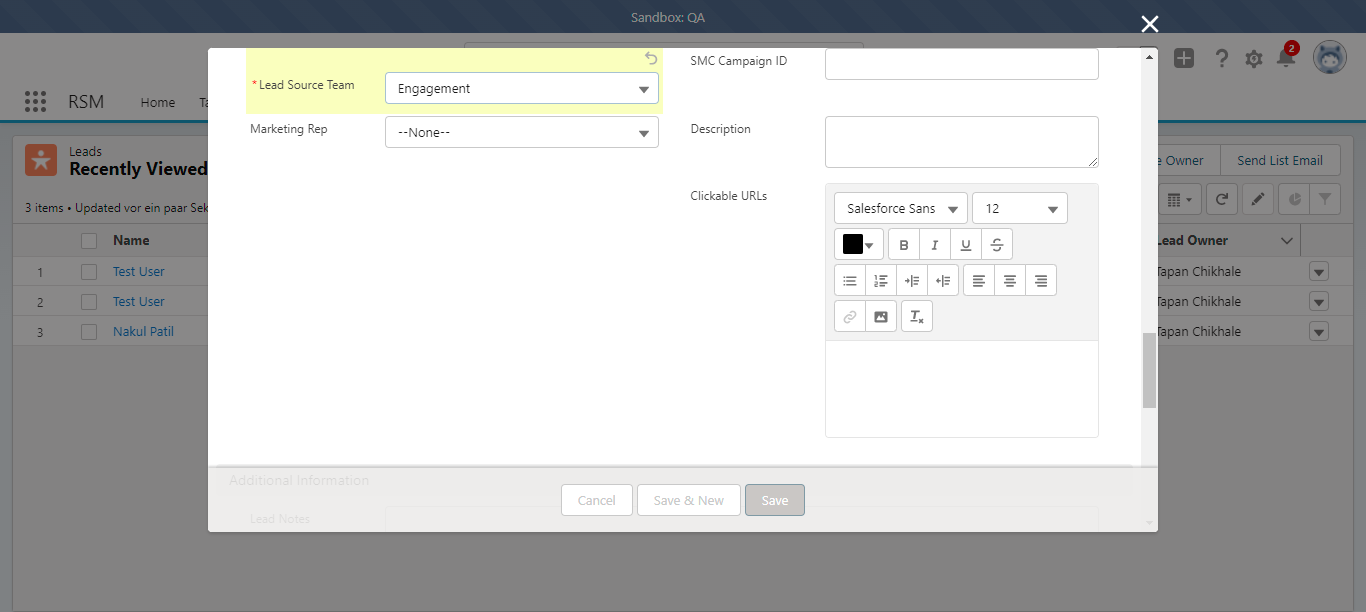 Sandbox: QA
2
RSM
Home
Leads
Recently Viewed
3 items • Updated vor ein paar Sek
Owner
Send List Email
Name
Lead Owner
1
Test User
Tapan Chikhale
2
Test User
Tapan Chikhale
3
Nakul Patil
Tapan Chikhale
*Lead Source Team
Engagement
Marketing Rep
--None--
SMC Campaign ID
Description
Clickable URLs
Salesforce Sans
12
B I U S
Additional Information
Lead Notes
Cancel
Save & New
Save